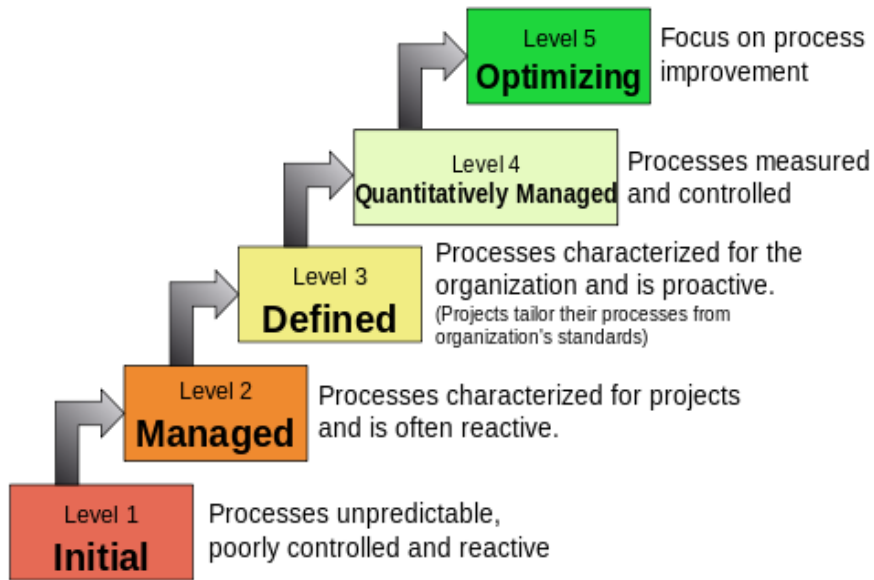 Level 5
Optimizing
Focus on process
improvement
Level 4
Quantitatively Managed
Processes measured
and controlled
Level 3
Defined
Processes characterized for the
organization and is proactive.
(Projects tailor their processes from
organization's standards)
Level 2
Managed
Processes characterized for projects
and is often reactive.
Level 1
Initial
Processes unpredictable,
poorly controlled and reactive